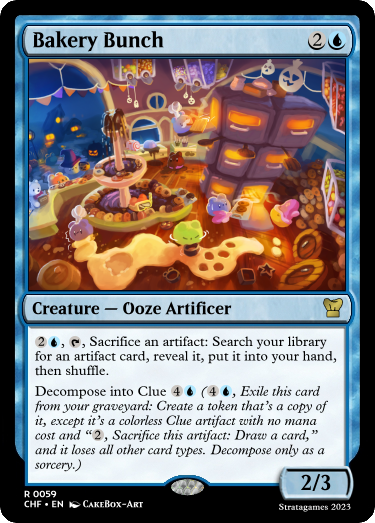 Bakery Bunch 2
Creature — Ooze Artificer
2, , Sacrifice an artifact: Search your library
for an artifact card, reveal it, put it into your hand,
then shuffle.
Decompose into Clue 4 (4, Exile this card
from your graveyard: Create a token that's a copy of
it, except it's a colorless Clue artifact with no mana
cost and “2, Sacrifice this artifact: Draw a card,”
and it loses all other card types. Decompose only as
a sorcery.)
2/3
R 0059
CHF • EN CakeBox-Art
Stratagames 2023